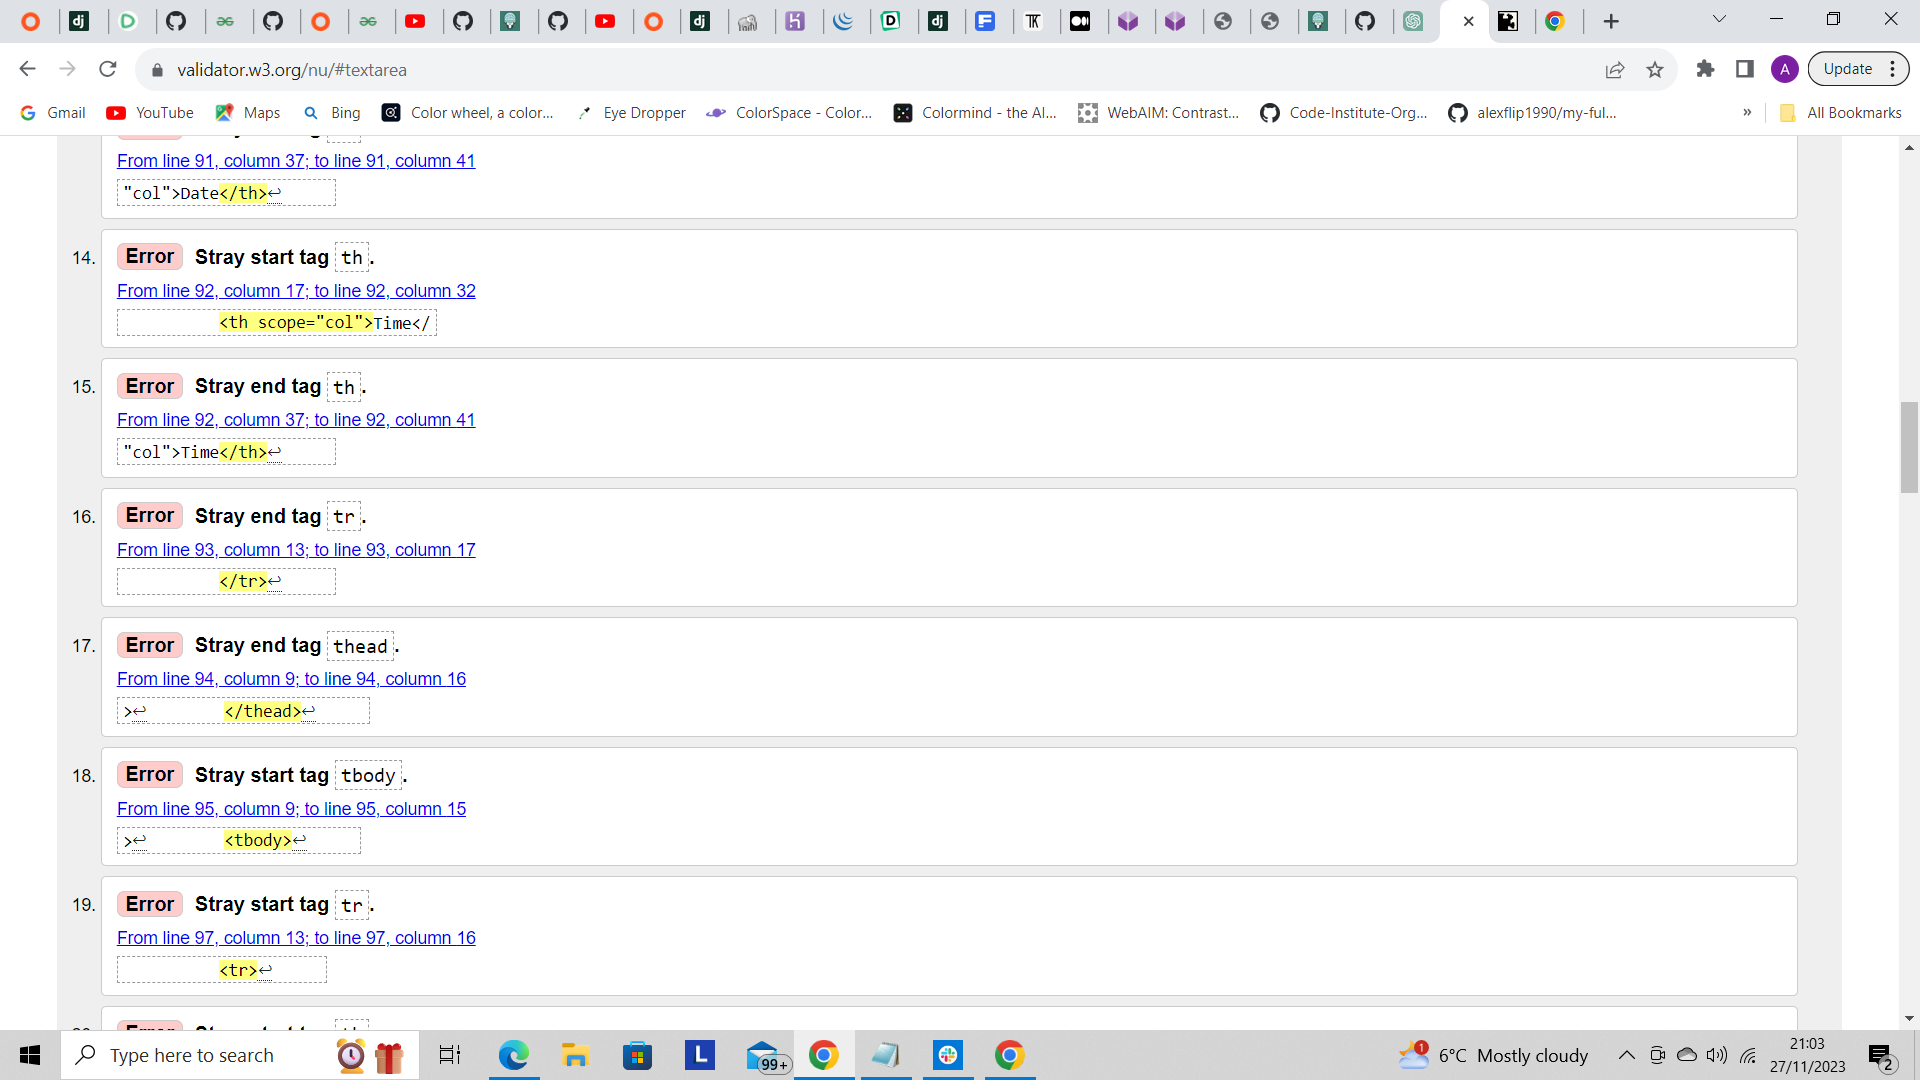 validator.w3.org/nu/#textarea
A
Update
Gmail
YouTube
Maps
Bing
Color wheel, a color...
Eye Dropper
ColorSpace - Color...
Colormind - the AI...
WebAIM: Contrast...
Code-Institute-Org...
alexflip1990/my-ful...
»
All Bookmarks
From line 91, column 37; to line 91, column 41
"col">Date</th>↩
14. Error Stray start tag th.
From line 92, column 17; to line 92, column 32
<th scope="col">Time</
15. Error Stray end tag th.
From line 92, column 37; to line 92, column 41
"col">Time</th>↩
16. Error Stray end tag tr.
From line 93, column 13; to line 93, column 17
</tr>↩
17. Error Stray end tag thead.
From line 94, column 9; to line 94, column 16
>↩ </thead>↩
18. Error Stray start tag tbody.
From line 95, column 9; to line 95, column 15
>↩ <tbody>↩
19. Error Stray start tag tr.
From line 97, column 13; to line 97, column 16
<tr>↩
Type here to search
L
99+
1
6°C Mostly cloudy
21:03
27/11/2023
2